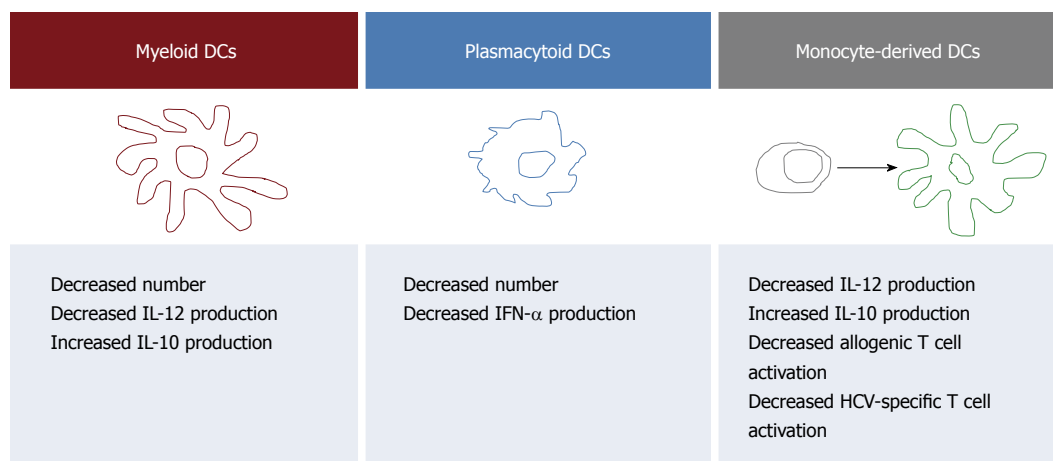 Myeloid DCs
Plasmacytoid DCs
Monocyte-derived DCs
Decreased number
Decreased IL-12 production
Increased IL-10 production
Decreased number
Decreased IFN-α production
Decreased IL-12 production
Increased IL-10 production
Decreased allogenic T cell
activation
Decreased HCV-specific T cell
activation